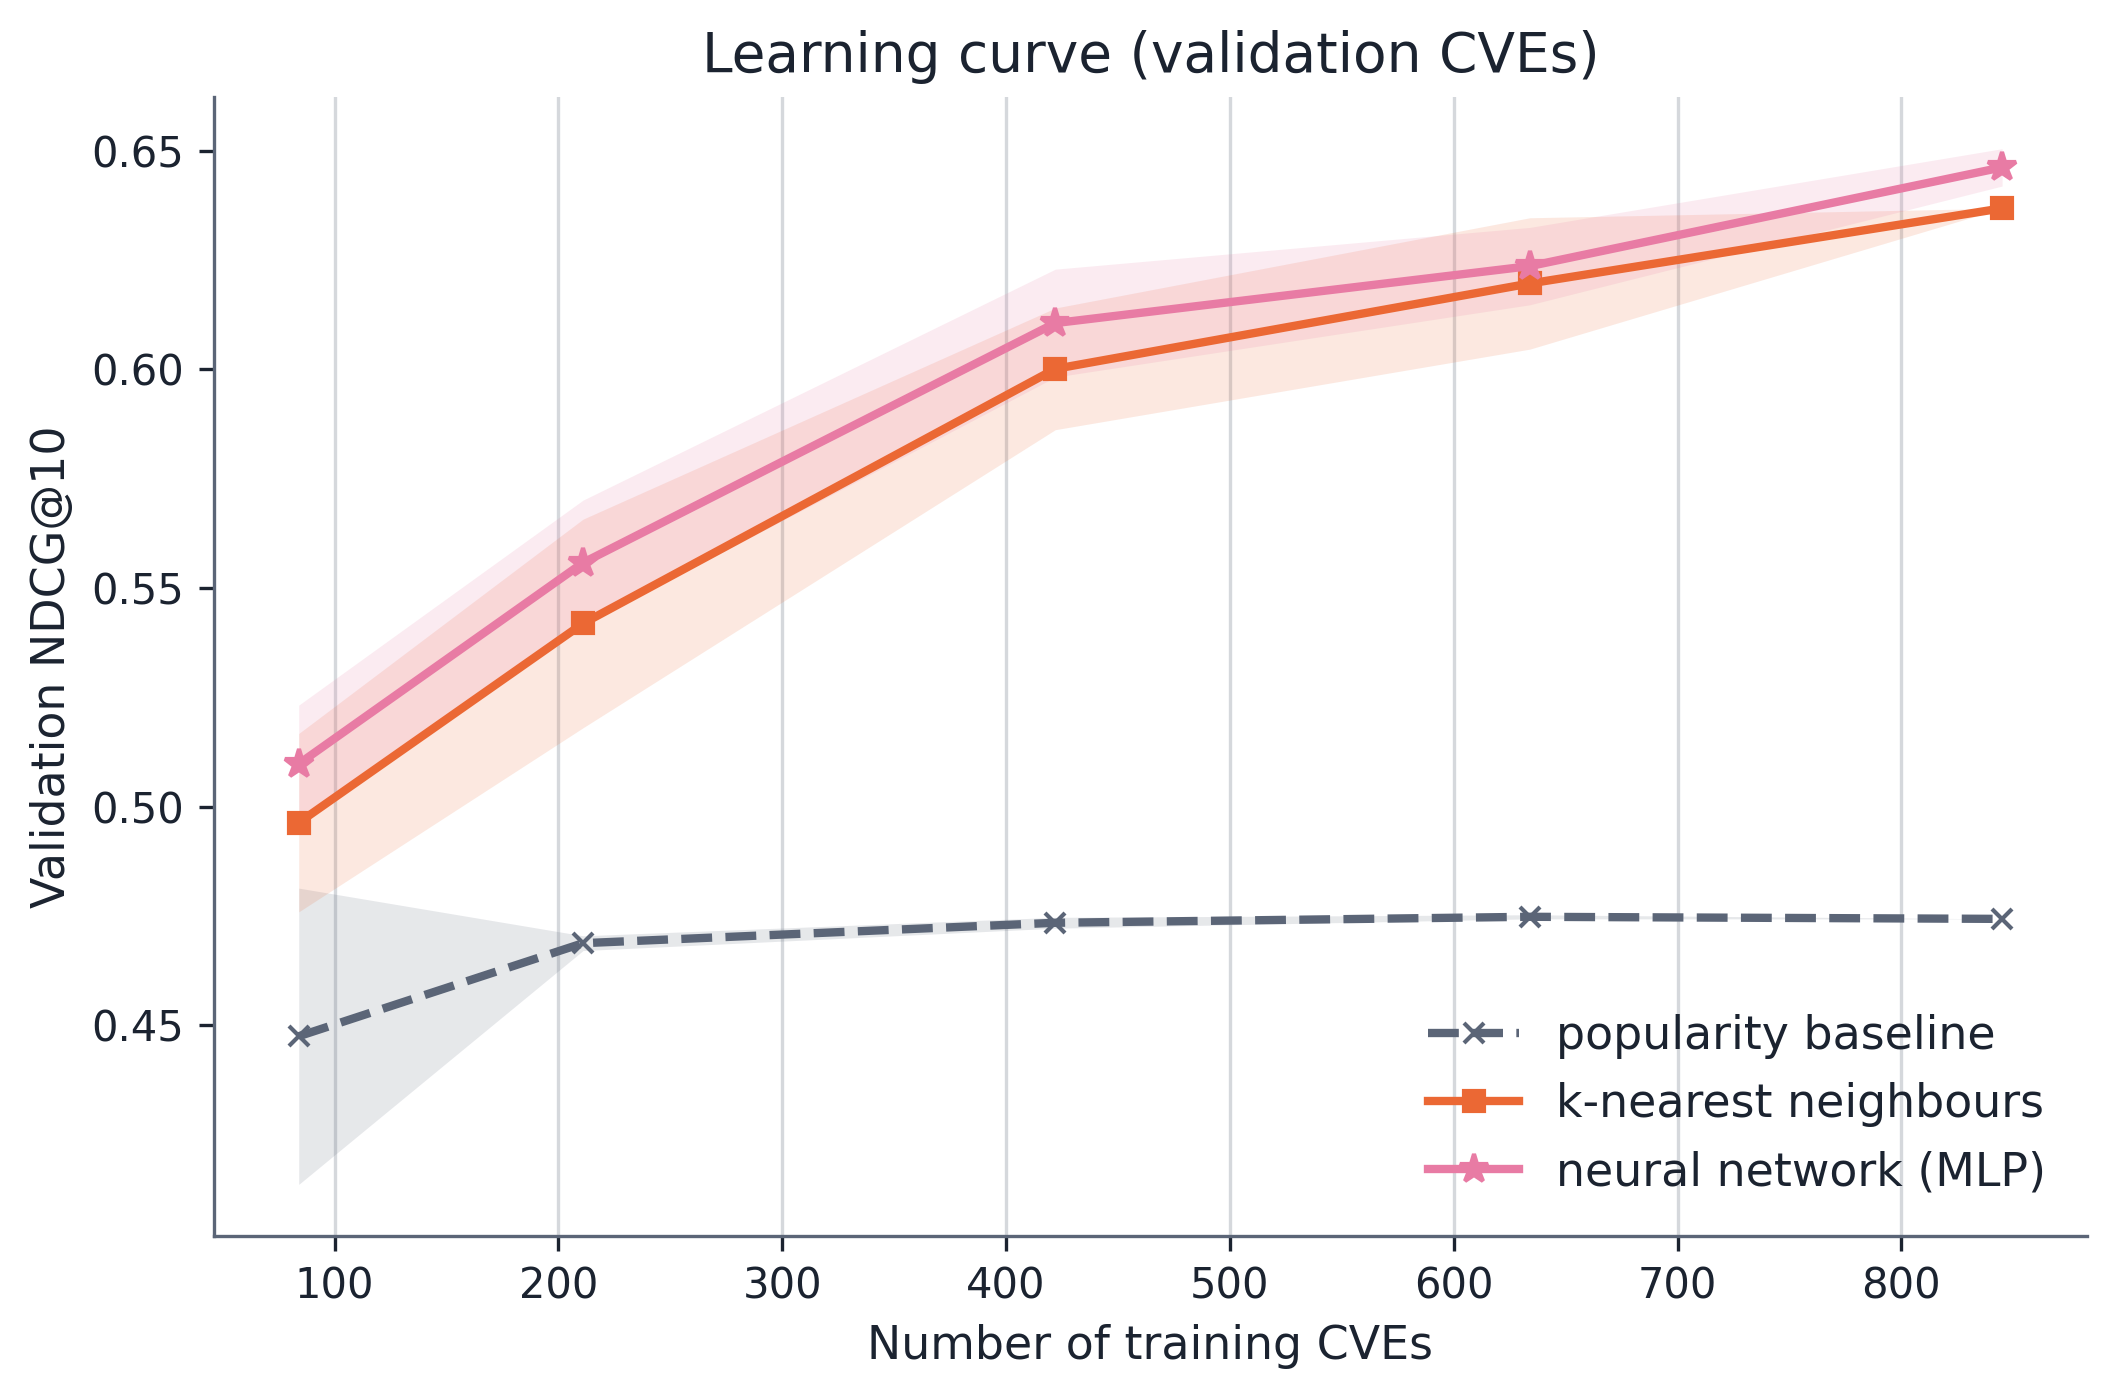 Learning curve (validation CVEs)
Validation NDCG@10
0.65
0.60
0.55
0.50
0.45
100 200 300 400 500 600 700 800
Number of training CVEs
popularity baseline
k-nearest neighbours
neural network (MLP)